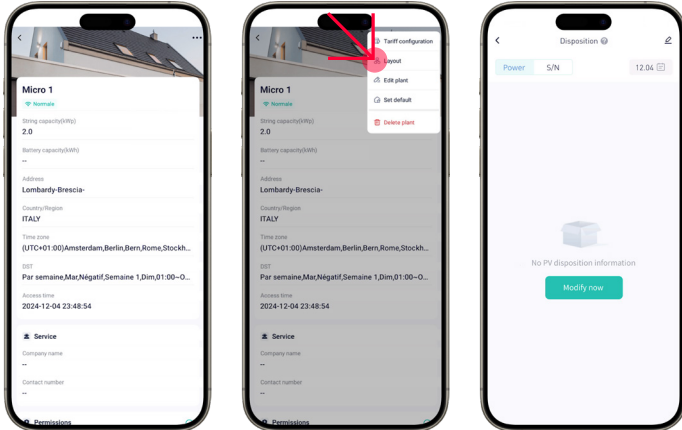 Micro 1
Normale
String capacity(kWp)
2.0
Battery capacity(kWh)
--
Address
Lombardy-Brescia-
Country/Region
ITALY
Time zone
(UTC+01:00)Amsterdam,Berlin,Bern,Rome,Stockh...
DST
Par semaine,Mar,Négatif,Semaine 1,Dim,01:00~O...
Access time
2024-12-04 23:48:54
Service
Company name
--
Contact number
--
Permissions
Tariff configuration
Layout
Edit plant
Set default
Delete plant
Micro 1
Normale
String capacity(kWp)
2.0
Battery capacity(kWh)
--
Address
Lombardy-Brescia-
Country/Region
ITALY
Time zone
(UTC+01:00)Amsterdam,Berlin,Bern,Rome,Stockh...
DST
Par semaine,Mar,Négatif,Semaine 1,Dim,01:00~O...
Access time
2024-12-04 23:48:54
Service
Company name
--
Contact number
--
Permissions
Disposition
Power S/N 12.04
No PV disposition information
Modify now